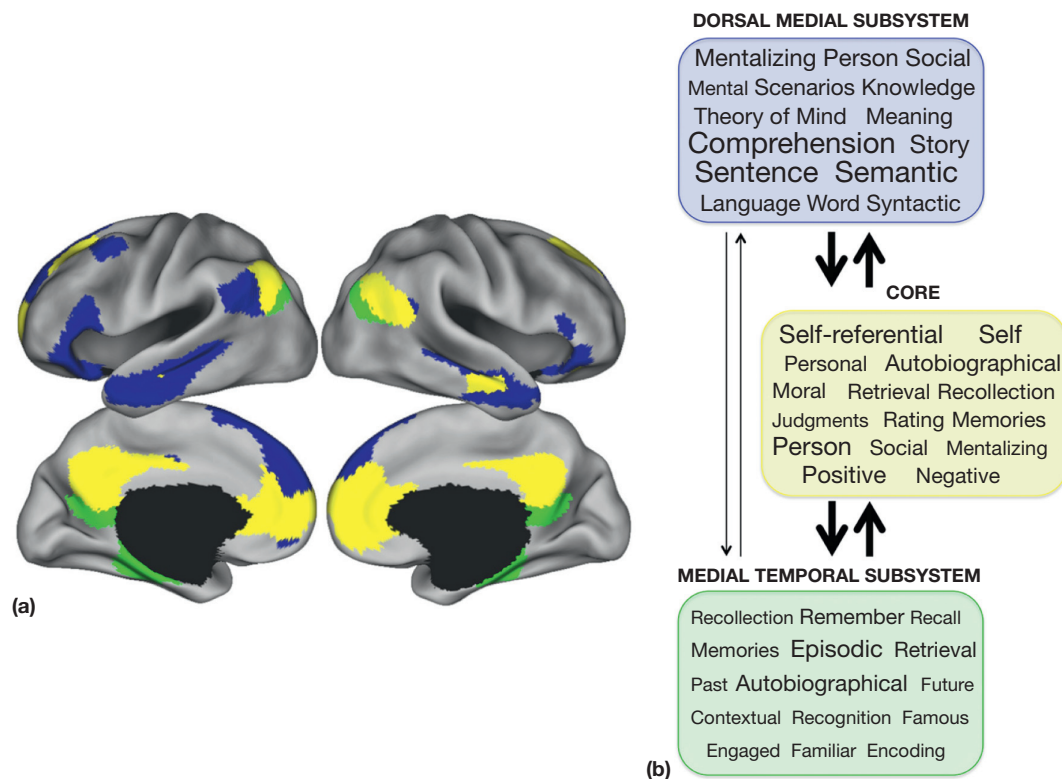 DORSAL MEDIAL SUBSYSTEM
Mentalizing Person Social
Mental Scenarios Knowledge
Theory of Mind Meaning
Comprehension Story
Sentence Semantic
Language Word Syntactic
CORE
Self-referential Self
Personal Autobiographical
Moral Retrieval Recollection
Judgments Rating Memories
Person Social Mentalizing
Positive Negative
MEDIAL TEMPORAL SUBSYSTEM
Recollection Remember Recall
Memories Episodic Retrieval
Past Autobiographical Future
Contextual Recognition Famous
Engaged Familiar Encoding
(a)
(b)